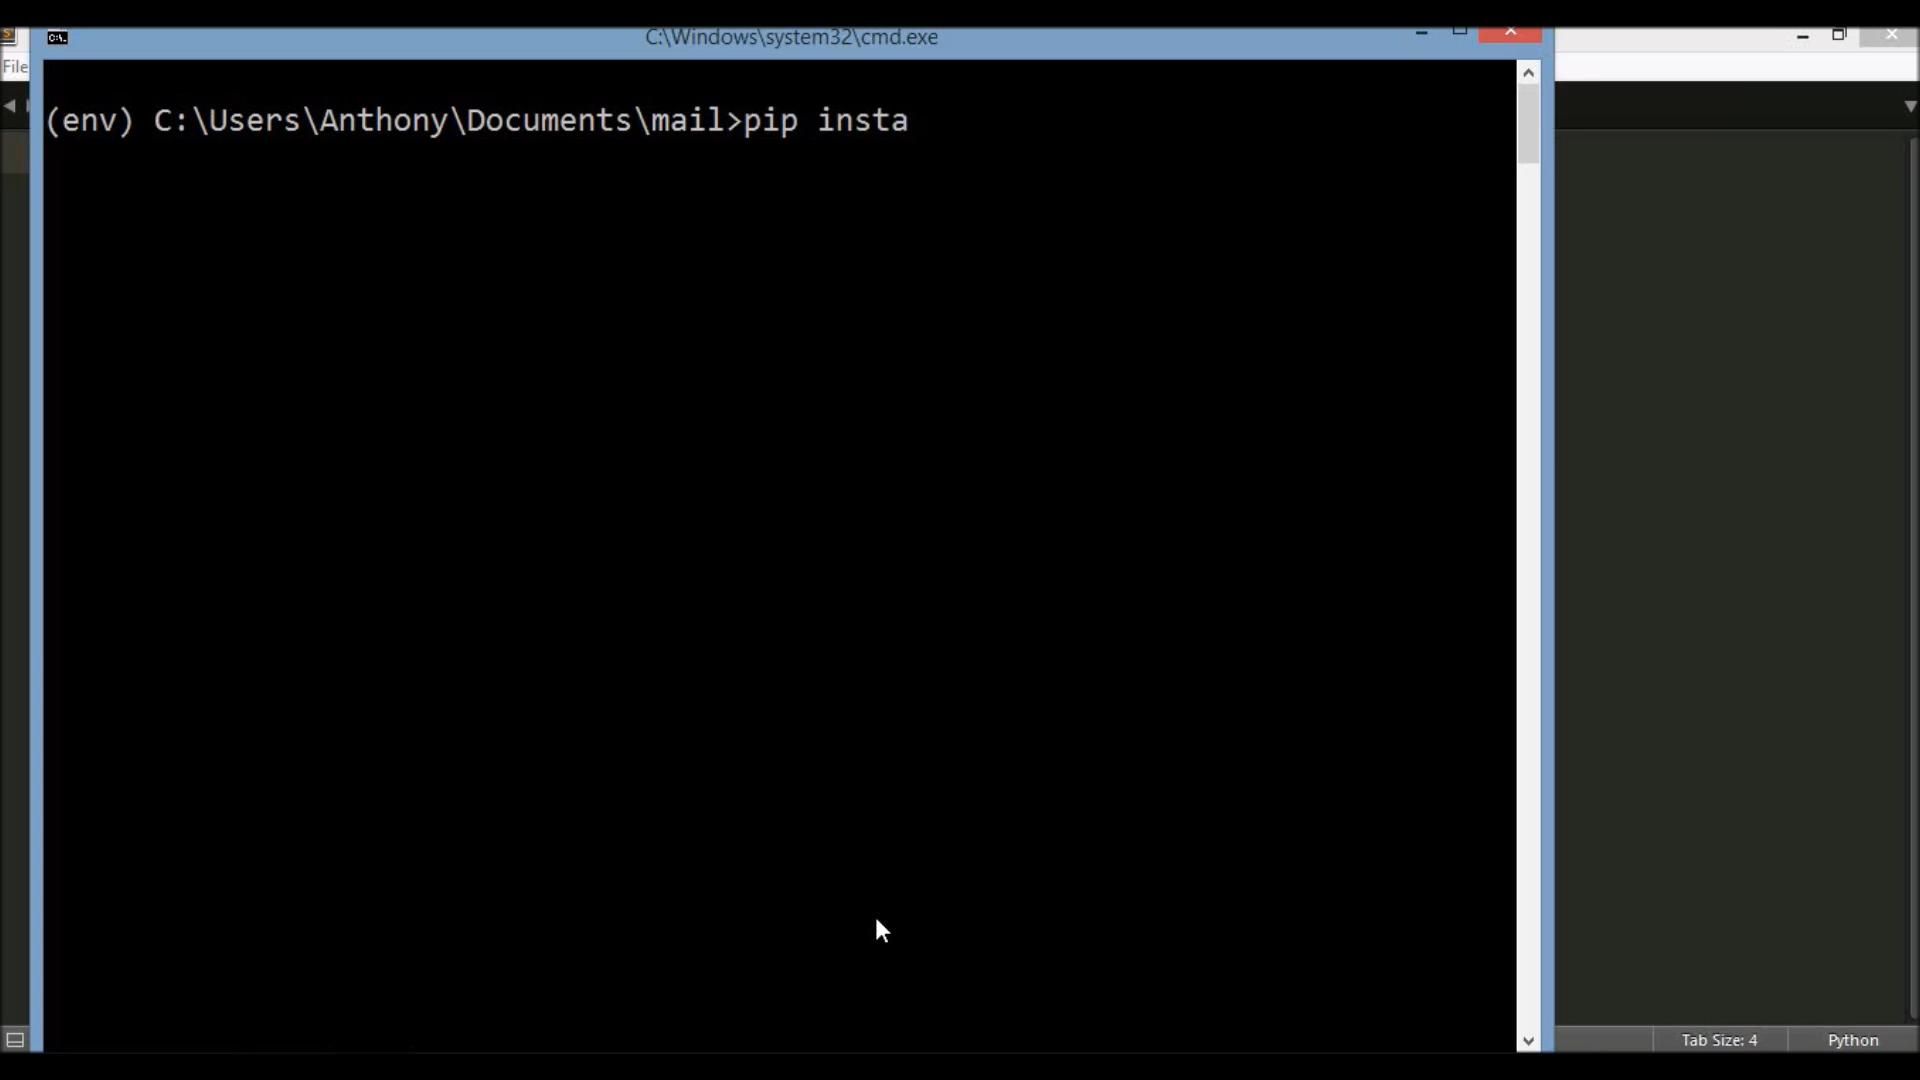 C:\Windows\system32\cmd.exe
File
(env) C:\Users\Anthony\Documents\mail>pip insta
Tab Size: 4
Python